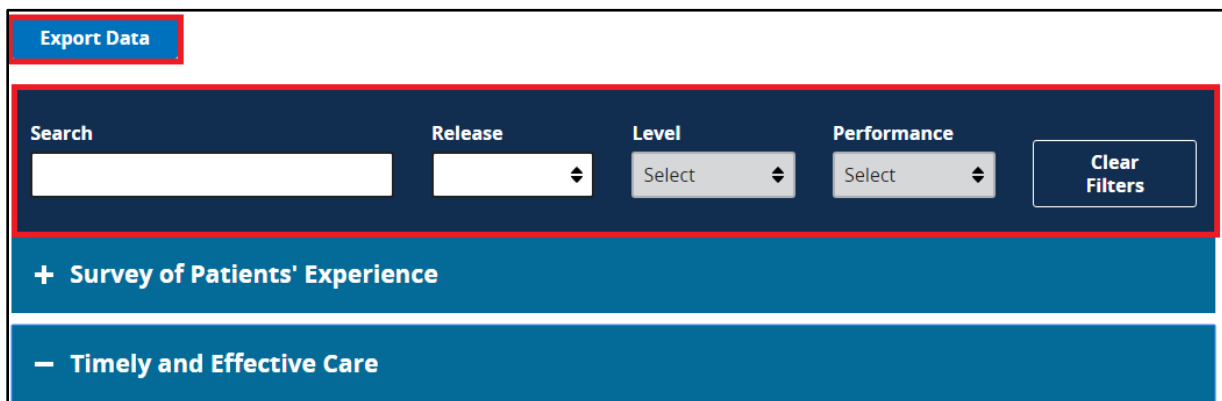 Export Data
Search Release Level Performance
Select Select Clear
Filters
+ Survey of Patients' Experience
− Timely and Effective Care